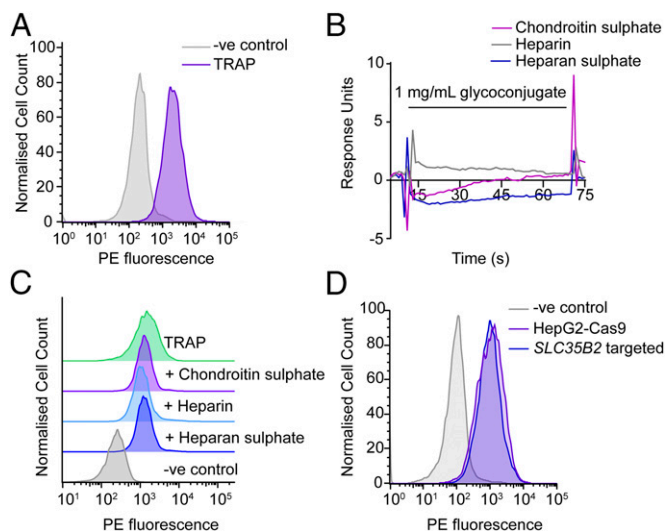 A
-ve control
TRAP
Normalised Cell Count
100
80
60
40
20
0
10⁰ 10¹ 10² 10³ 10⁴ 10⁵
PE fluorescence
B
Chondroitin sulphate
Heparin
Heparan sulphate
1 mg/mL glycoconjugate
Response Units
10
5
0
-5
15 30 45 60 75
Time (s)
C
Normalised Cell Count
TRAP
+ Chondroitin sulphate
+ Heparin
+ Heparan sulphate
-ve control
10¹ 10² 10³ 10⁴ 10⁵
PE fluorescence
D
-ve control
HepG2-Cas9
SLC35B2 targeted
Normalised Cell Count
100
80
60
40
20
0
10⁰ 10¹ 10² 10³ 10⁴ 10⁵
PE fluorescence